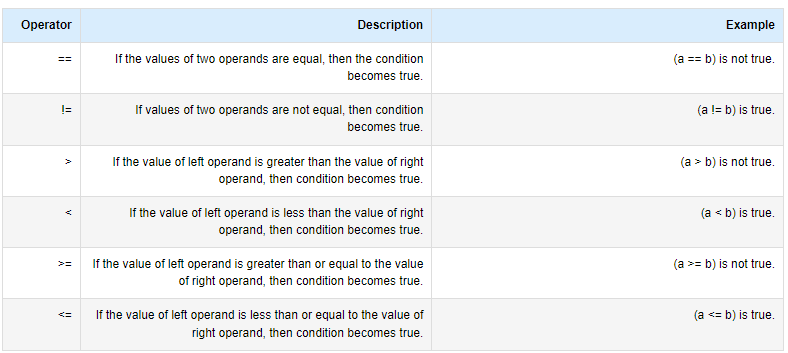 Operator Description Example
== If the values of two operands are equal, then the condition (a == b) is not true.
becomes true.
!= If values of two operands are not equal, then condition (a != b) is true.
becomes true.
> If the value of left operand is greater than the value of right (a > b) is not true.
operand, then condition becomes true.
< If the value of left operand is less than the value of right (a < b) is true.
operand, then condition becomes true.
>= If the value of left operand is greater than or equal to the value (a >= b) is not true.
of right operand, then condition becomes true.
<= If the value of left operand is less than or equal to the value of (a <= b) is true.
right operand, then condition becomes true.